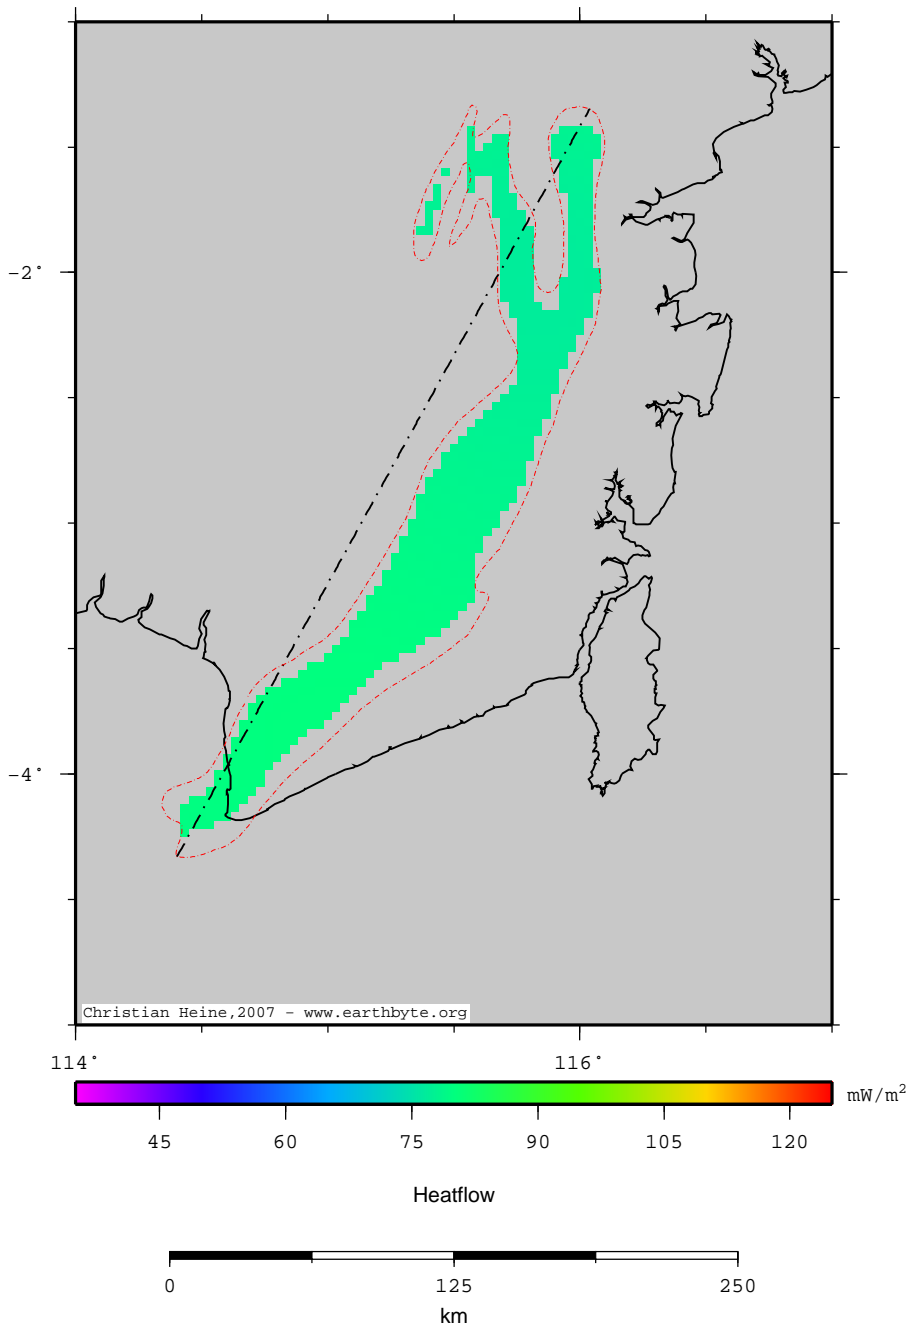 -2°
-4°
Christian Heine,2007 - www.earthbyte.org
114° 116°
mW/m²
45 60 75 90 105 120
Heatflow
0 125 250
km